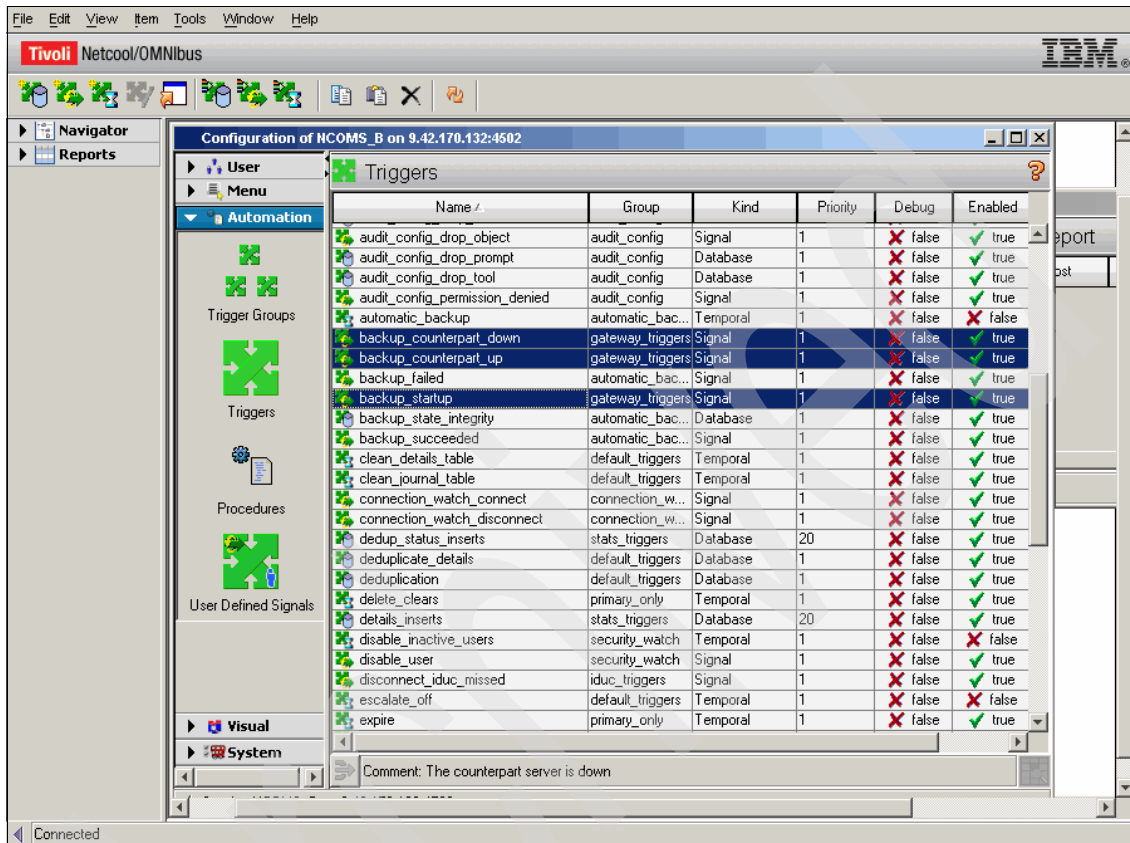 File Edit View Item Tools Window Help
Tivoli Netcool/OMNIbus
IBM
Navigator
Reports
Configuration of NCOMS_B on 9.42.170.132:4502
User
Menu
Automation
Trigger Groups
Triggers
Procedures
User Defined Signals
Visual
System
Triggers
Name Group Kind Priority Debug Enabled
audit_config_drop_object audit_config Signal 1 false true
audit_config_drop_prompt audit_config Database 1 false true
audit_config_drop_tool audit_config Database 1 false true
audit_config_permission_denied audit_config Signal 1 false true
automatic_backup automatic_bac... Temporal 1 false false
backup_counterpart_down gateway_triggers Signal 1 false true
backup_counterpart_up gateway_triggers Signal 1 false true
backup_failed automatic_bac... Signal 1 false true
backup_startup gateway_triggers Signal 1 false true
backup_state_integrity automatic_bac... Database 1 false true
backup_succeeded automatic_bac... Signal 1 false true
clean_details_table default_triggers Temporal 1 false true
clean_journal_table default_triggers Temporal 1 false true
connection_watch_connect connection_w... Signal 1 false true
connection_watch_disconnect connection_w... Signal 1 false true
dedup_status_inserts stats_triggers Database 20 false true
deduplicate_details default_triggers Database 1 false true
deduplication default_triggers Database 1 false true
delete_clears primary_only Temporal 1 false true
details_inserts stats_triggers Database 20 false true
disable_inactive_users security_watch Temporal 1 false false
disable_user security_watch Signal 1 false true
disconnect_iduc_missed iduc_triggers Signal 1 false true
escalate_off default_triggers Temporal 1 false false
expire primary_only Temporal 1 false true
Comment: The counterpart server is down
Connected